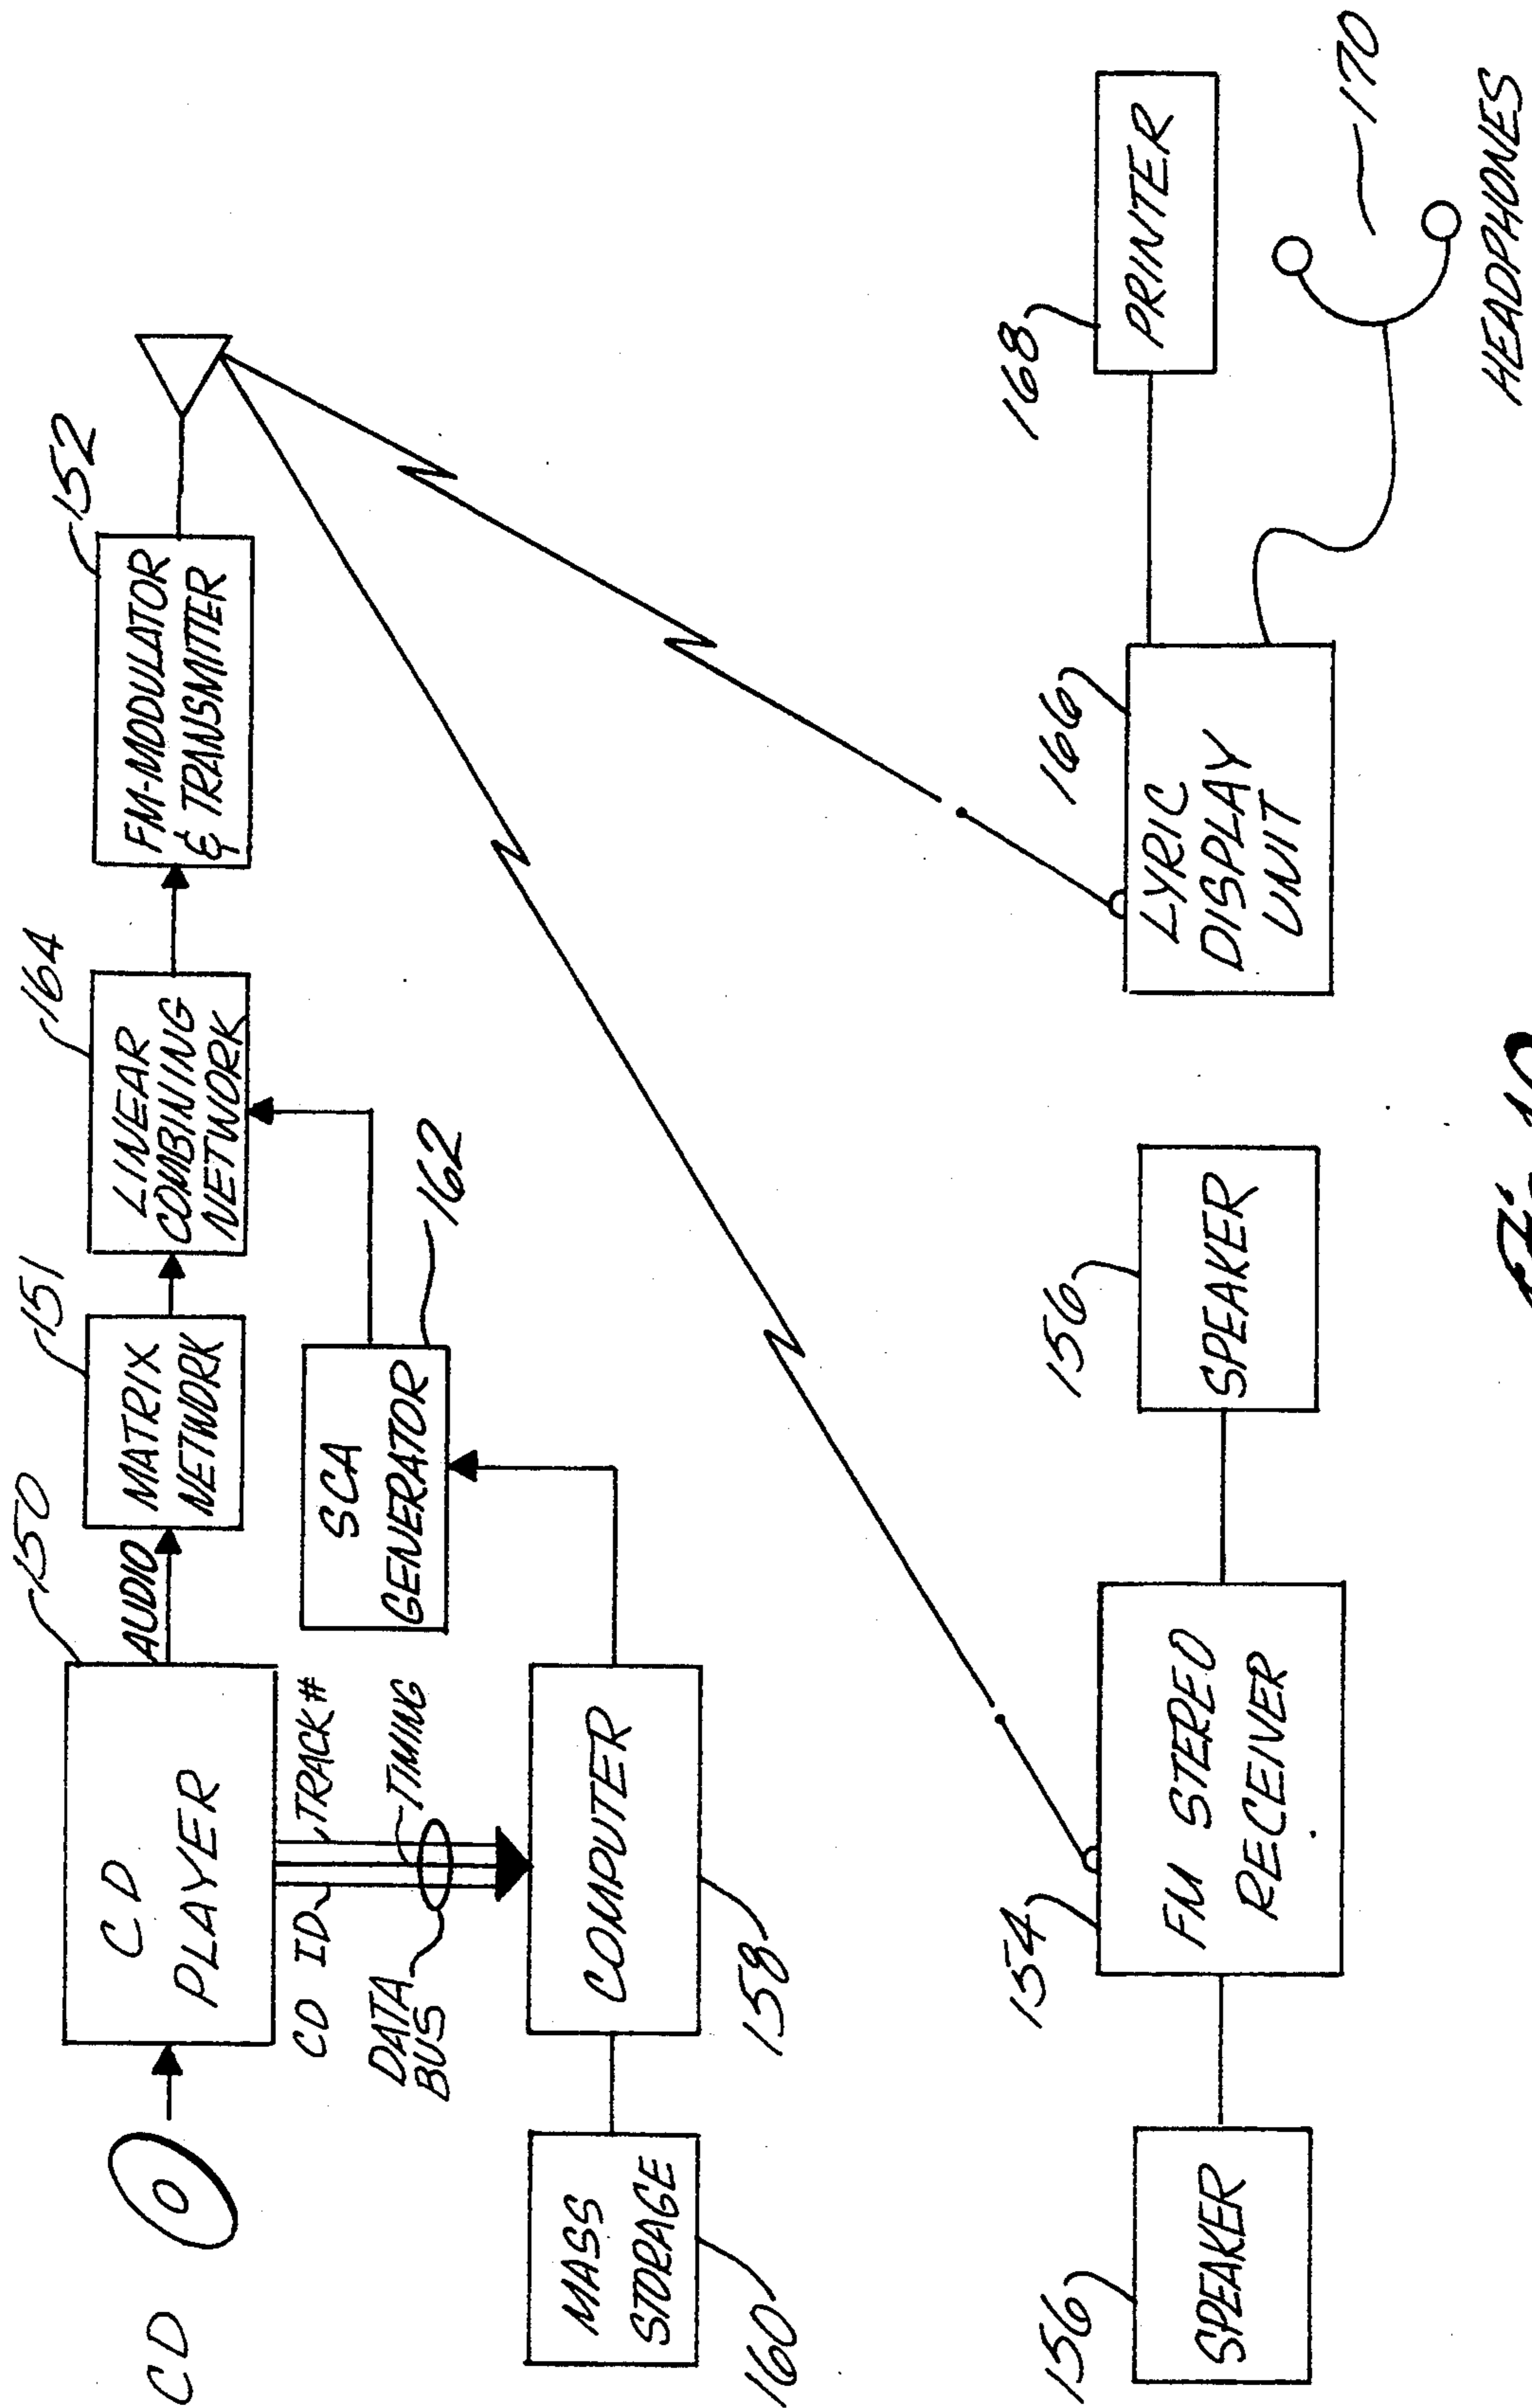 CD
CD
PLAYER
150
AUDIO
MATRIX
NETWORK
151
LINEAR
COMBINING
NETWORK
164
FM-MODULATOR
& TRANSMITTER
152
CD ID
TRACK #
TIMING
DATA
BUS
SCA
GENERATOR
162
MASS
STORAGE
160
COMPUTER
158
SPEAKER
156
FM STEREO
RECEIVER
154
SPEAKER
156
LYRIC
DISPLAY
UNIT
166
PRINTER
168
170
HEADPHONES